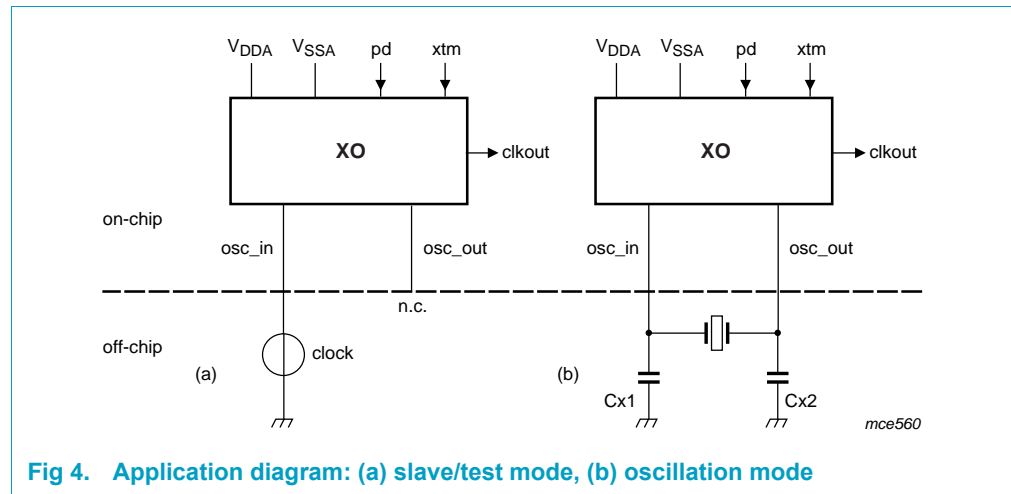 VDDA VSSA pd xtm VDDA VSSA pd xtm
XO clkout XO clkout
on-chip
osc_in osc_out osc_in osc_out
n.c.
off-chip clock
(a) (b)
Cx1 Cx2
mce560
Fig 4. Application diagram: (a) slave/test mode, (b) oscillation mode